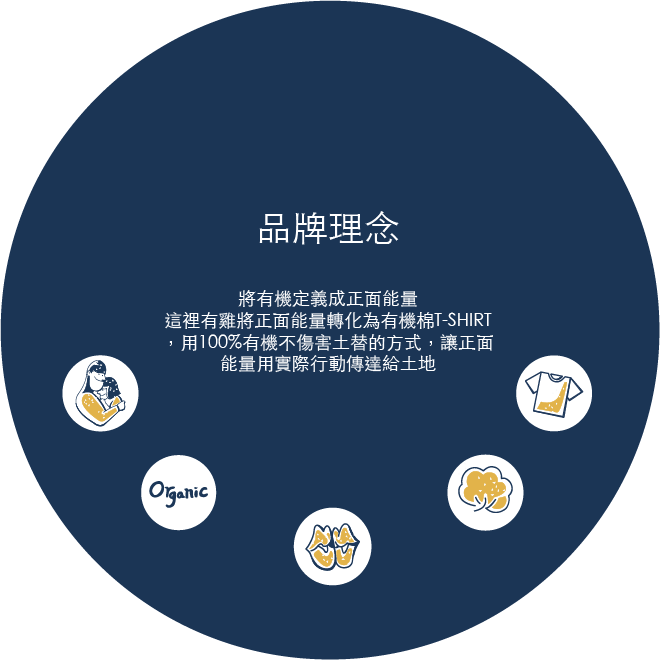 品牌理念
將有機定義成正面能量
這裡有雞將正面能量轉化為有機棉T-SHIRT
，用100%有機不傷害土替的方式，讓正面
能量用實際行動傳達給土地
Organic